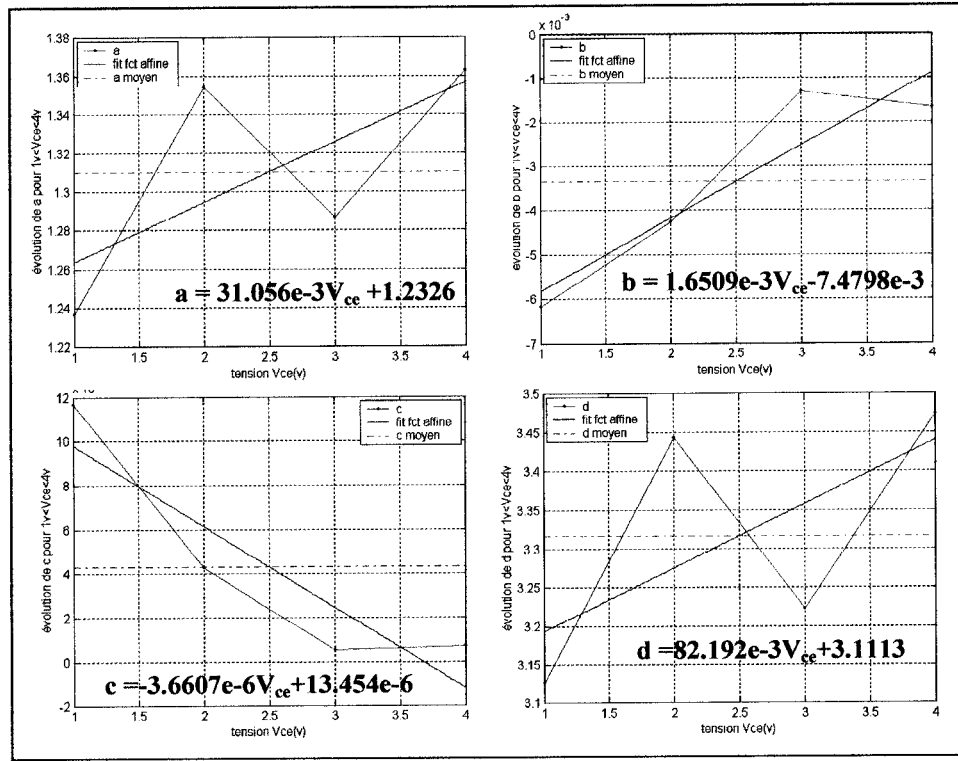 a
fit fct affine
a moyen
1.38
1.36
1.34
1.32
1.3
1.28
1.26
1.24
1.22
évolution de a pour 1v<Vce<4v
a = 31.056e-3Vce +1.2326
1 1.5 2 2.5 3 3.5 4
tension Vce(v)
x 10⁻³
b
fit fct affine
b moyen
0
-1
-2
-3
-4
-5
-6
-7
évolution de b pour 1v<Vce<4v
b = 1.6509e-3Vce-7.4798e-3
1 1.5 2 2.5 3 3.5 4
tension Vce(v)
c
fit fct affine
c moyen
12
10
8
6
4
2
0
-2
évolution de c pour 1v<Vce<4v
c =-3.6607e-6Vce+13.454e-6
1 1.5 2 2.5 3 3.5 4
tension Vce(v)
d
fit fct affine
d moyen
3.5
3.45
3.4
3.35
3.3
3.25
3.2
3.15
3.1
évolution de d pour 1v<Vce<4v
d =82.192e-3Vce+3.1113
1 1.5 2 2.5 3 3.5 4
tension Vce(v)